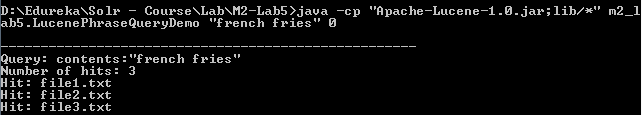 D:\Edureka\Solr - Course\Lab\M2-Lab5>java -cp "Apache-Lucene-1.0.jar;lib/*" m2_l
ab5.LucenePhraseQueryDemo "french fries" 0
----------------------------------------------------
Query: contents:"french fries"
Number of hits: 3
Hit: file1.txt
Hit: file2.txt
Hit: file3.txt